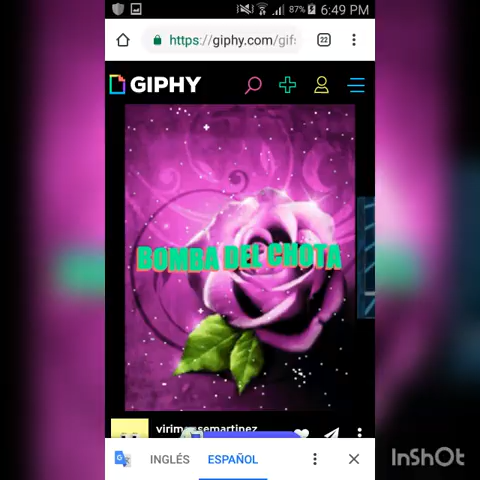 87% 6:49 PM
https://giphy.com/gif
22
GIPHY
BOMBA DEL CHOTA
INGLÉS ESPAÑOL
InShOt